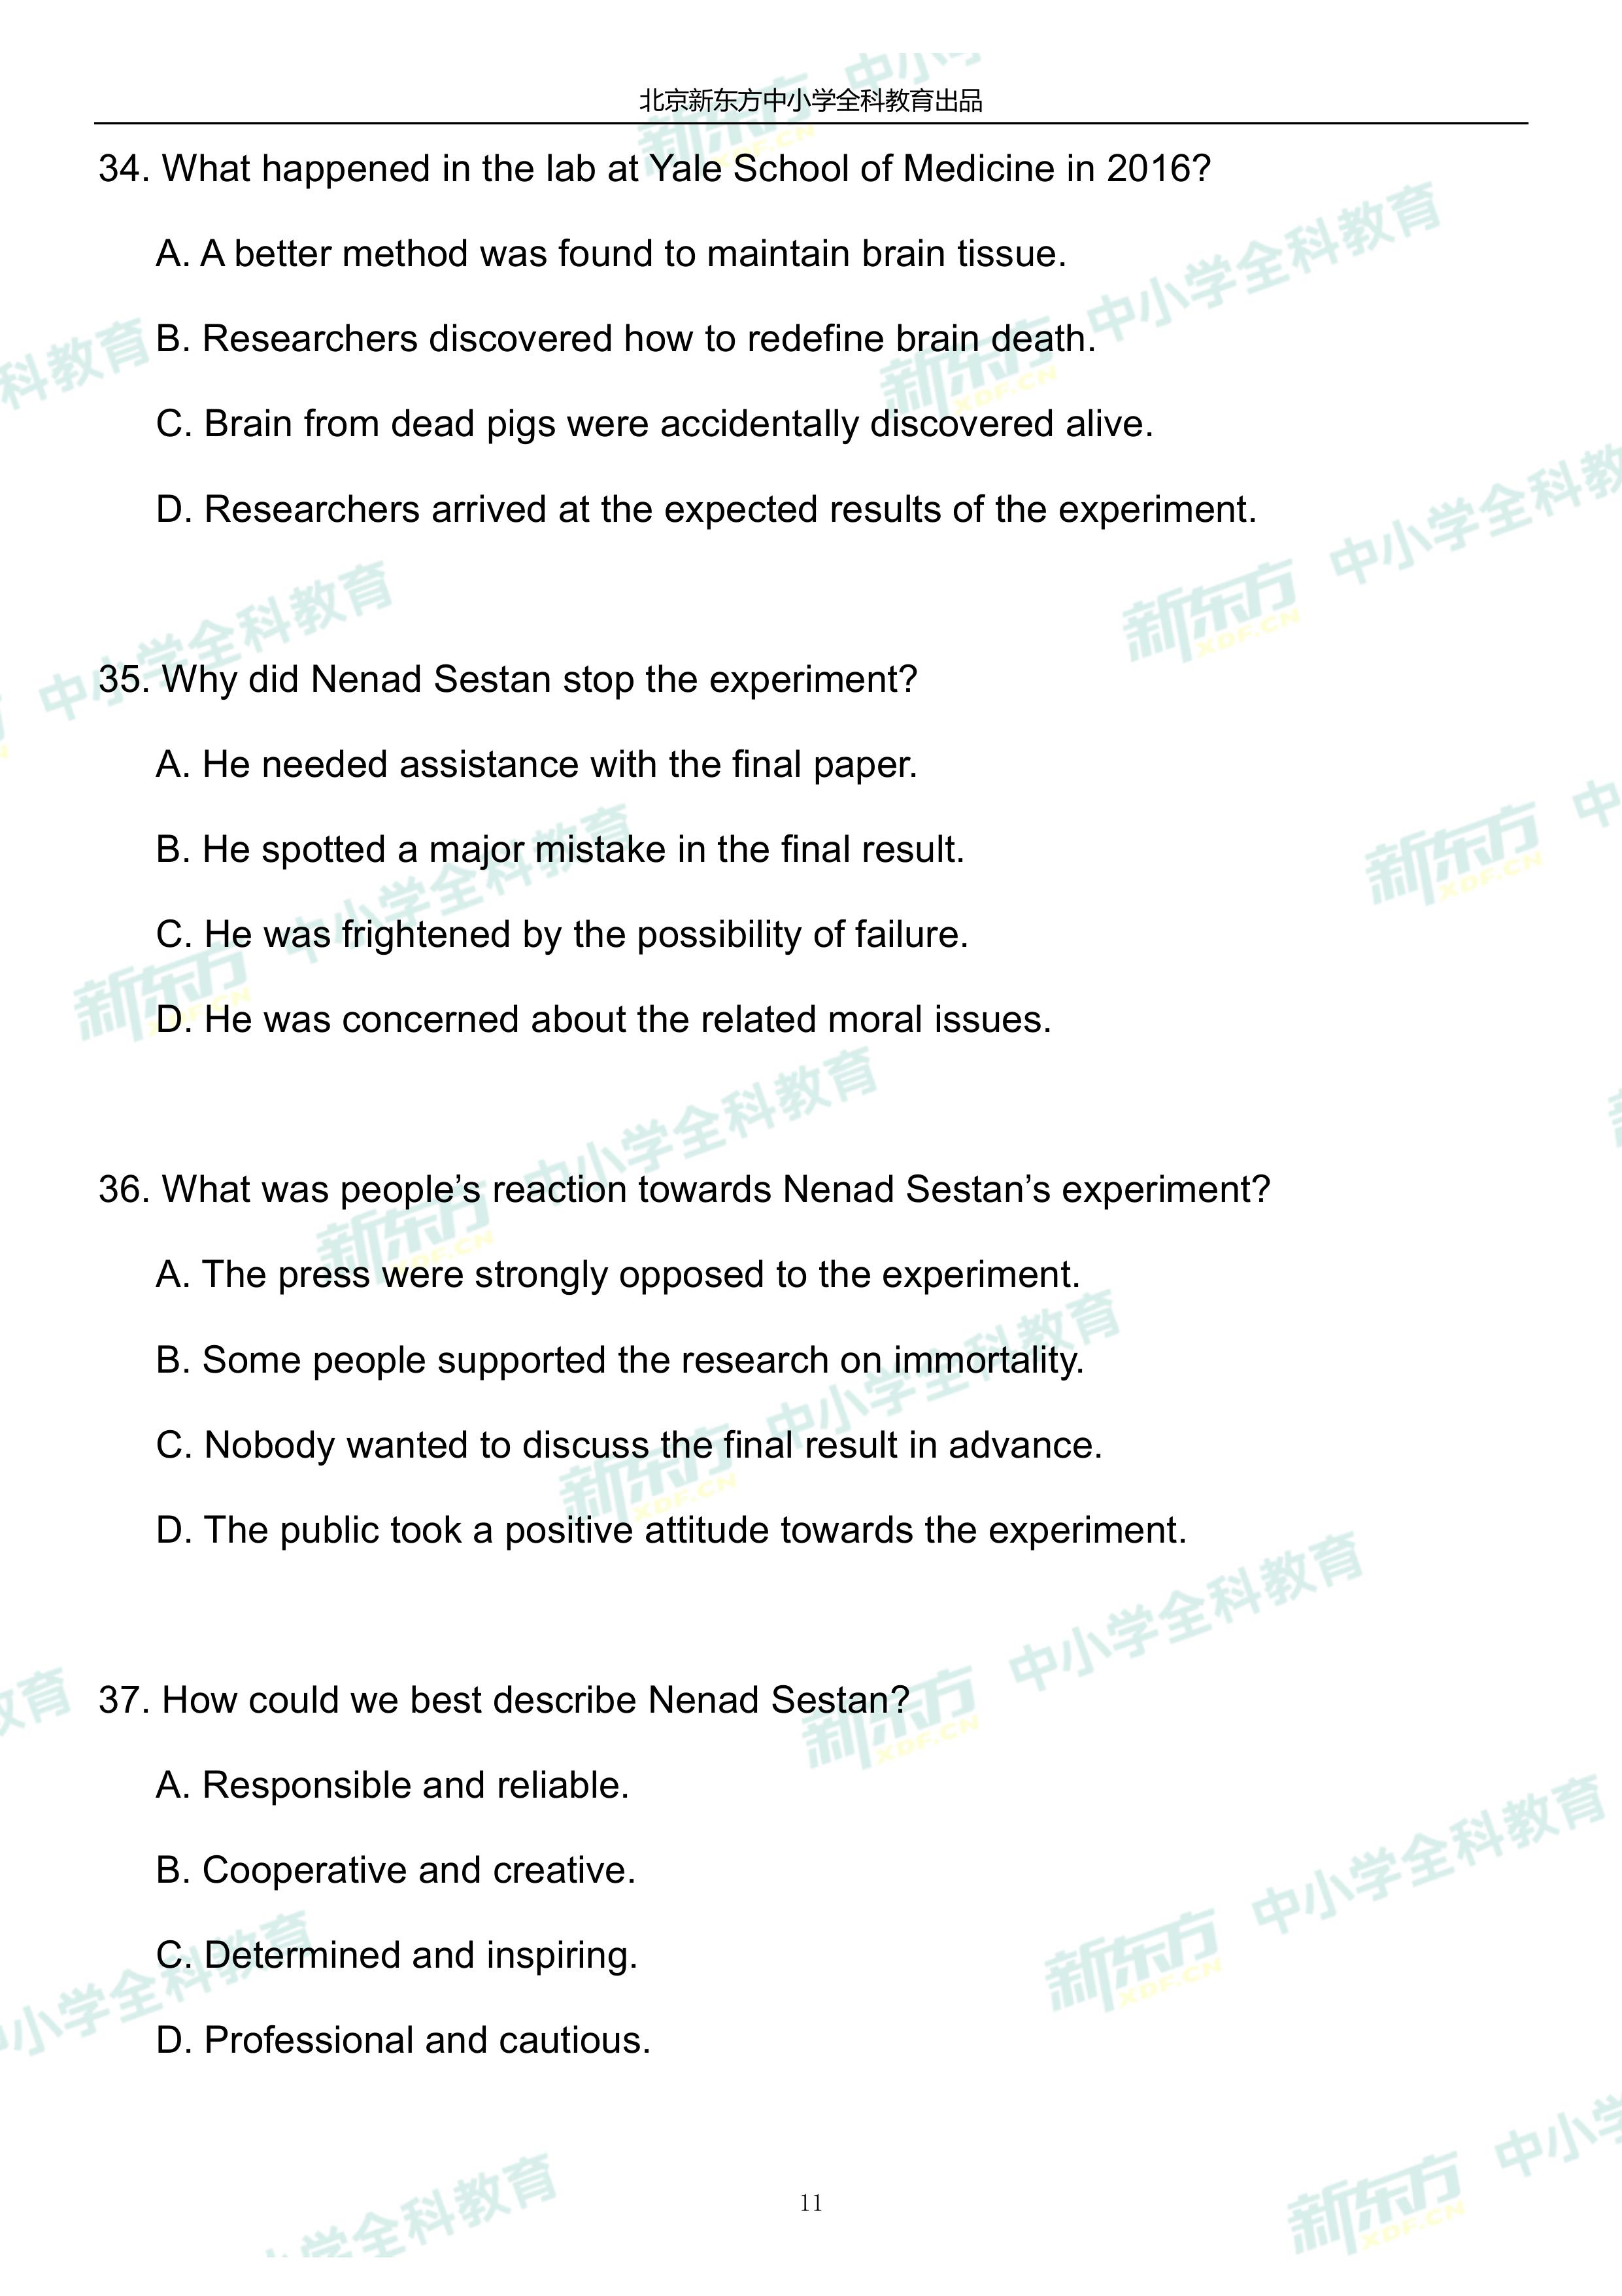 北京新东方中小学全科教育出品
34. What happened in the lab at Yale School of Medicine in 2016?
A. A better method was found to maintain brain tissue.
B. Researchers discovered how to redefine brain death.
C. Brain from dead pigs were accidentally discovered alive.
D. Researchers arrived at the expected results of the experiment.
35. Why did Nenad Sestan stop the experiment?
A. He needed assistance with the final paper.
B. He spotted a major mistake in the final result.
C. He was frightened by the possibility of failure.
D. He was concerned about the related moral issues.
36. What was people’s reaction towards Nenad Sestan’s experiment?
A. The press were strongly opposed to the experiment.
B. Some people supported the research on immortality.
C. Nobody wanted to discuss the final result in advance.
D. The public took a positive attitude towards the experiment.
37. How could we best describe Nenad Sestan?
A. Responsible and reliable.
B. Cooperative and creative.
C. Determined and inspiring.
D. Professional and cautious.
11